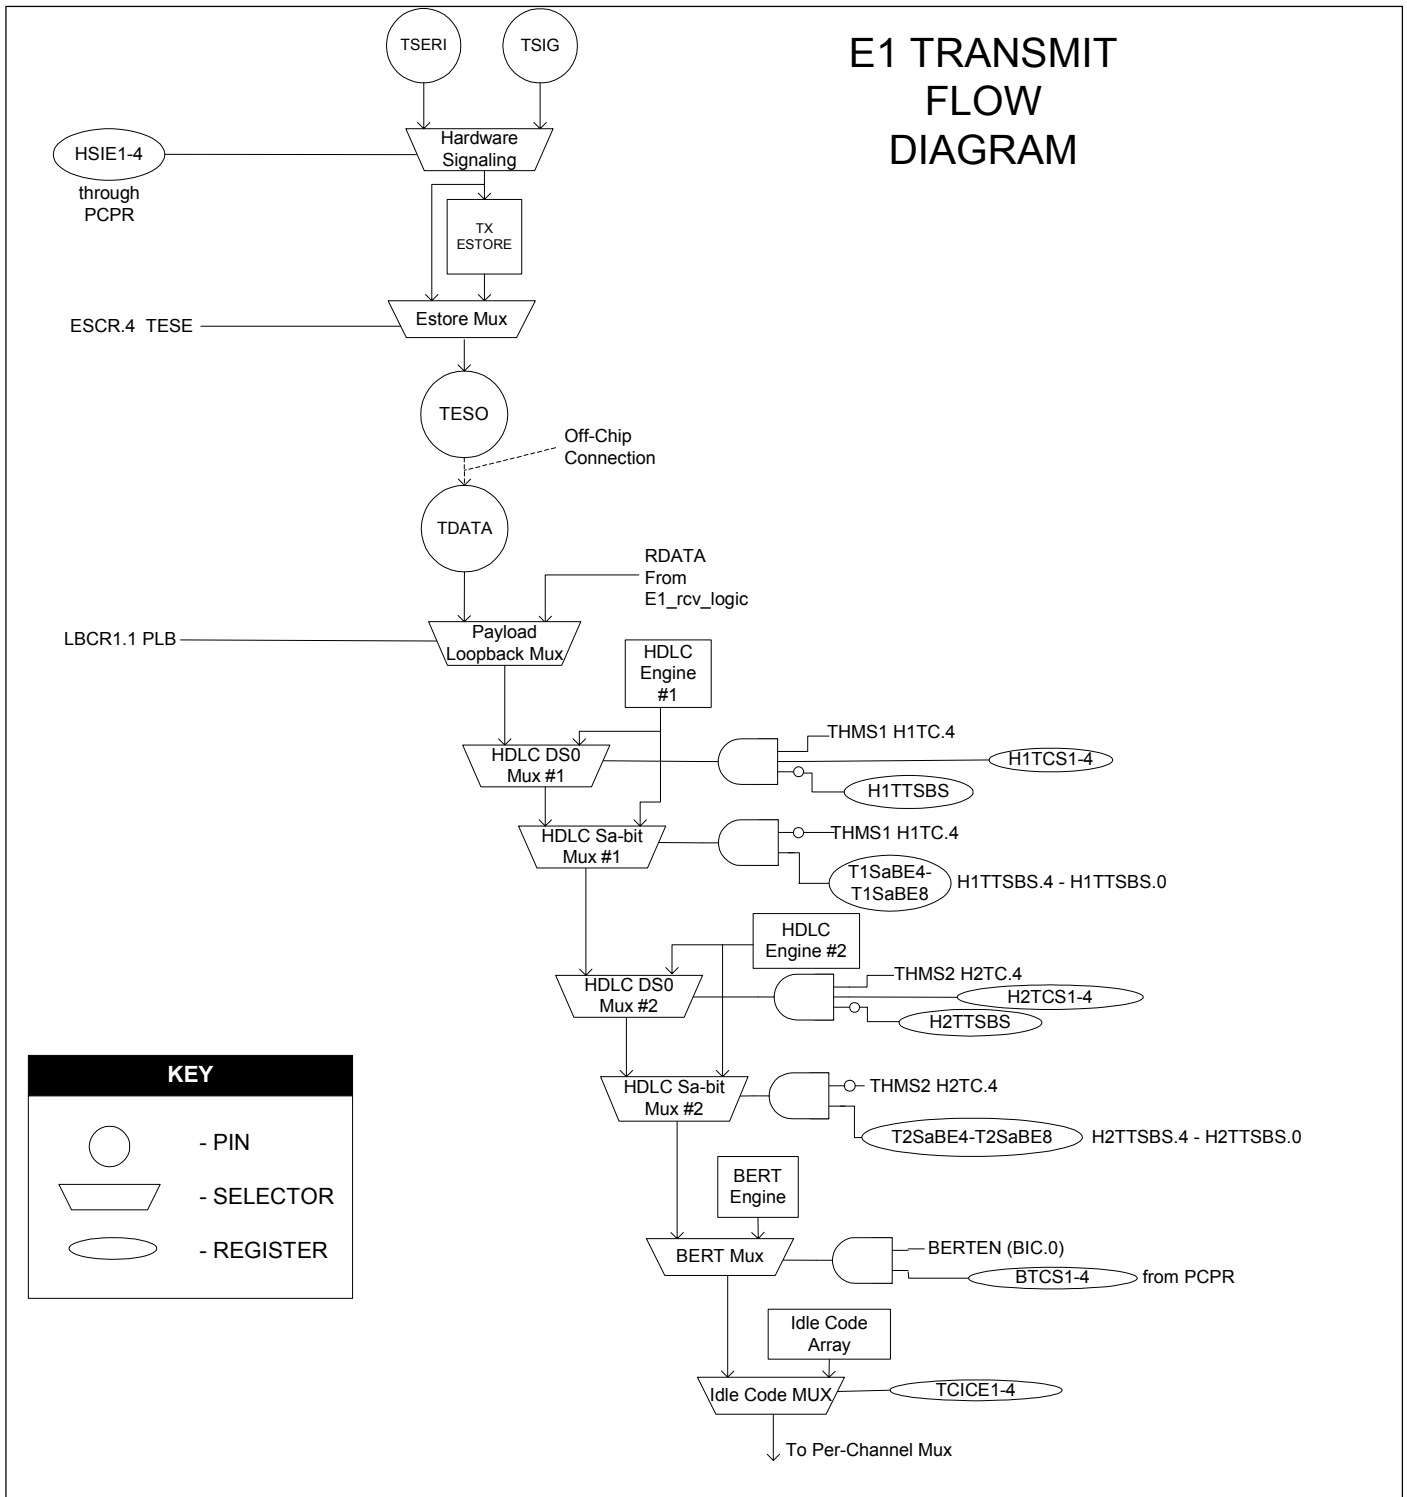 TSERI
TSIG
E1 TRANSMIT
FLOW
DIAGRAM
Hardware
Signaling
HSIE1-4
through
PCPR
TX
ESTORE
Estore Mux
ESCR.4 TESE
TESO
Off-Chip
Connection
TDATA
RDATA
From
E1_rcv_logic
LBCR1.1 PLB
Payload
Loopback Mux
HDLC
Engine
#1
THMS1 H1TC.4
HDLC DS0
Mux #1
H1TCS1-4
H1TTSBS
HDLC Sa-bit
Mux #1
THMS1 H1TC.4
T1SaBE4-
T1SaBE8
H1TTSBS.4 - H1TTSBS.0
HDLC
Engine #2
THMS2 H2TC.4
HDLC DS0
Mux #2
H2TCS1-4
H2TTSBS
KEY
- PIN
- SELECTOR
- REGISTER
HDLC Sa-bit
Mux #2
THMS2 H2TC.4
T2SaBE4-T2SaBE8
H2TTSBS.4 - H2TTSBS.0
BERT
Engine
BERT Mux
BERTEN (BIC.0)
BTCS1-4
from PCPR
Idle Code
Array
Idle Code MUX
TCICE1-4
To Per-Channel Mux